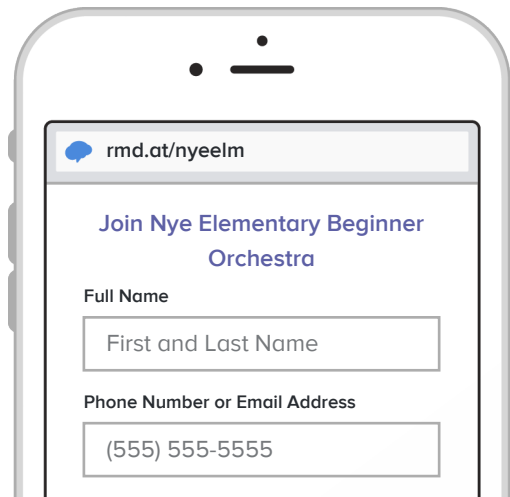 rmd.at/nyeelm
Join Nye Elementary Beginner
Orchestra
Full Name
First and Last Name
Phone Number or Email Address
(555) 555-5555